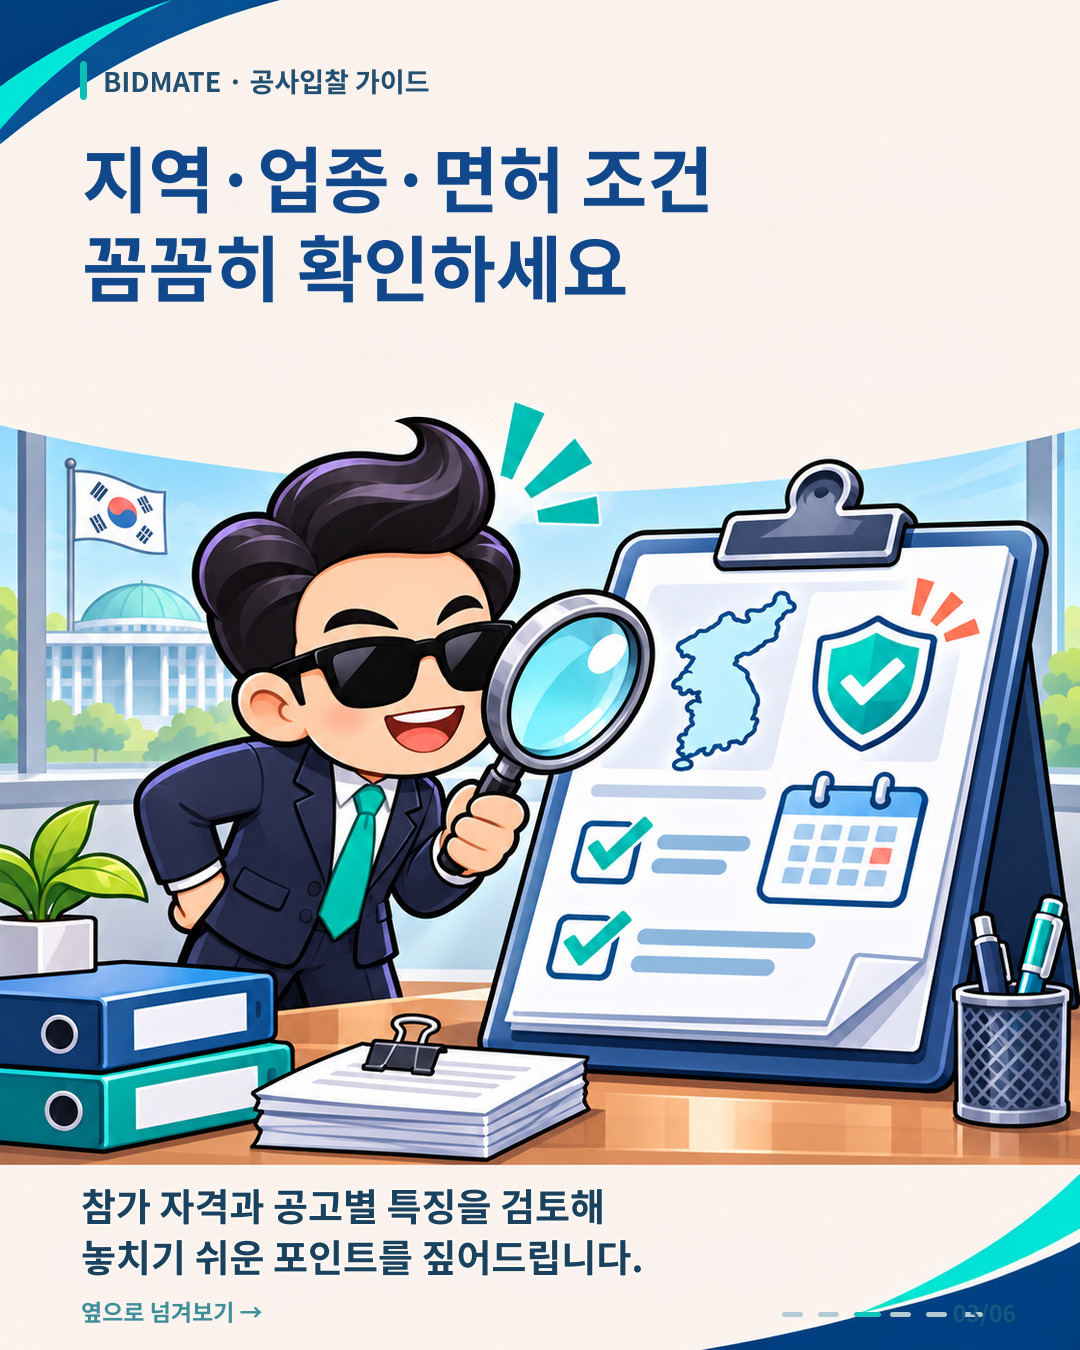 BIDMATE · 공사입찰 가이드
지역·업종·면허 조건
꼼꼼히 확인하세요
참가 자격과 공고별 특징을 검토해
놓치기 쉬운 포인트를 짚어드립니다.
옆으로 넘겨보기 →
03/06